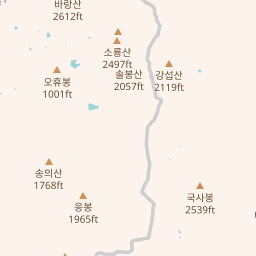 바랑산
2612ft
소룡산
2497ft
솔봉산
2057ft
강섭산
2119ft
오휴봉
1001ft
송의산
1768ft
응봉
1965ft
국사봉
2539ft